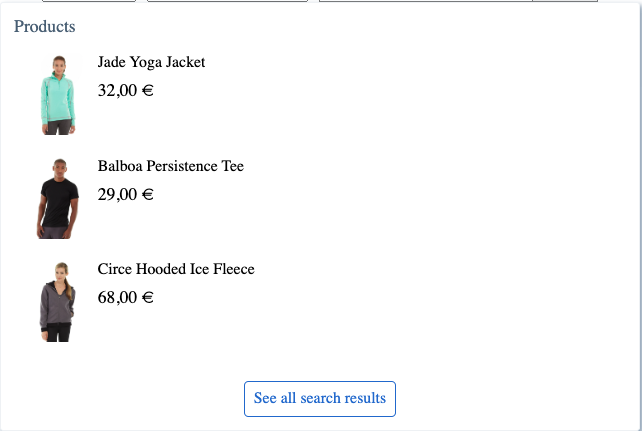 Products
Jade Yoga Jacket
32,00 €
Balboa Persistence Tee
29,00 €
Circe Hooded Ice Fleece
68,00 €
See all search results